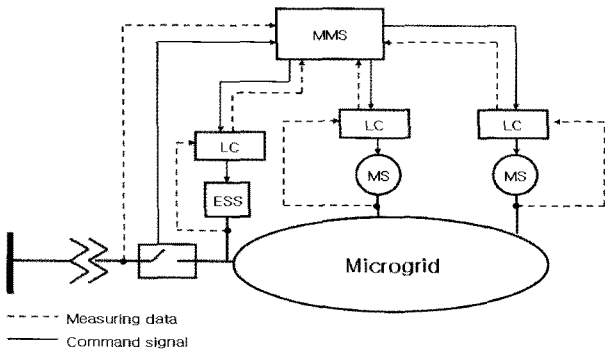 MMS
LC
LC
LC
ESS
MS
MS
Microgrid
Measuring data
Command signal